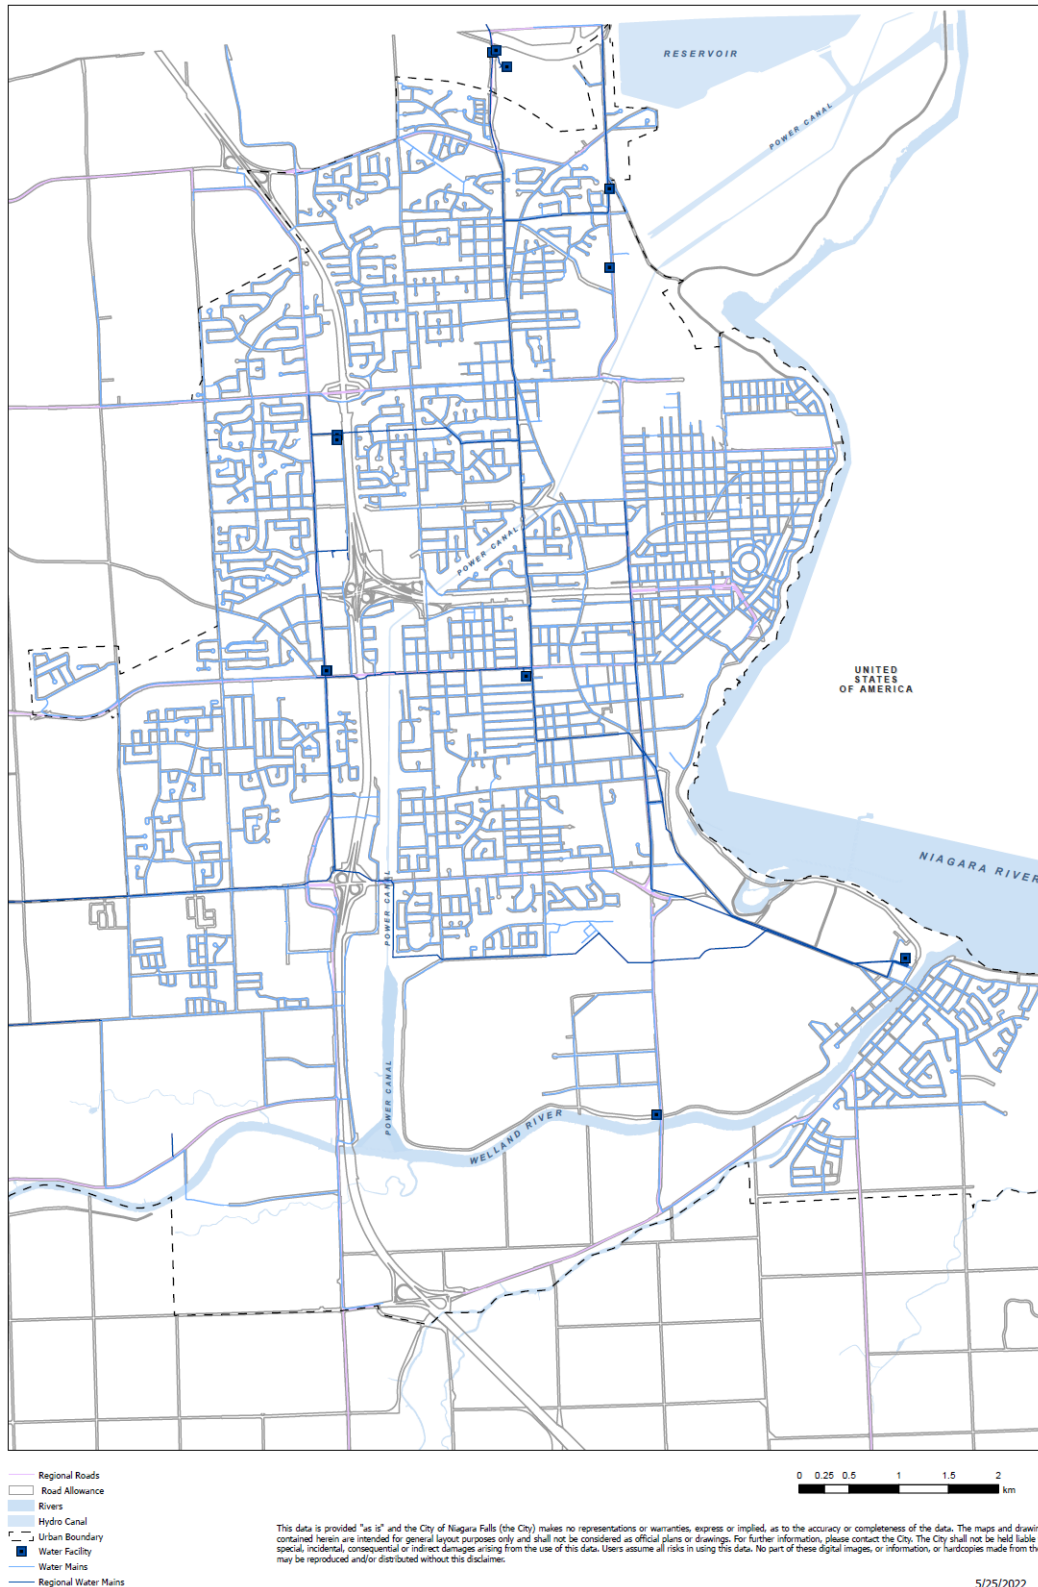 RESERVOIR
POWER CANAL
POWER CANAL
UNITED
STATES
OF AMERICA
NIAGARA RIVER
POWER CANAL
POWER CANAL
WELLAND RIVER
Regional Roads
Road Allowance
Rivers
Hydro Canal
Urban Boundary
Water Facility
Water Mains
Regional Water Mains
0 0.25 0.5 1 1.5 2
km
This data is provided "as is" and the City of Niagara Falls (the City) makes no representations or warranties, express or implied, as to the accuracy or completeness of the data. The maps and drawin
contained herein are intended for general layout purposes only and shall not be considered as official plans or drawings. For further information, please contact the City. The City shall not be held liable
special, incidental, consequential or indirect damages arising from the use of this data. Users assume all risks in using this data. No part of these digital images, or information, or hardcopies made from the
may be reproduced and/or distributed without this disclaimer.
5/25/2022